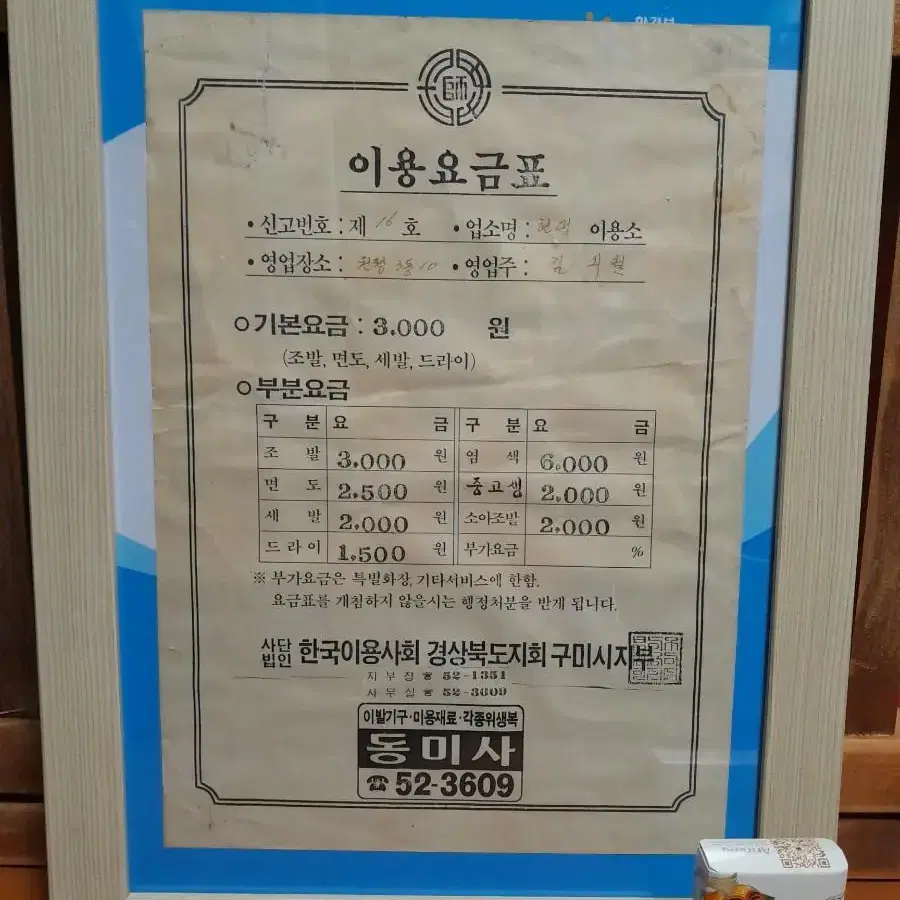 師
이용요금표
• 신고번호 : 제 16 호 • 업소명 : 이용소
• 영업장소 : • 영업주 : 김
○ 기본요금 : 3,000 원
(조발, 면도, 세발, 드라이)
○ 부분요금
구 분 요 금 구 분 요 금
조 발 3,000 원 염 색 6,000 원
면 도 2,500 원 중고생 2,000 원
세 발 2,000 원 소아조발 2,000 원
드라이 1,500 원 부가요금 %
※ 부가요금은 특별화장, 기타서비스에 한함.
요금표를 개첨하지 않을시는 행정처분을 받게 됩니다.
사단법인 한국이용사회 경상북도지회 구미시지부
지부장 ☎ 52-1351
사무실 ☎ 52-3609
이발기구·미용재료·각종위생복
동미사
☎ 52-3609